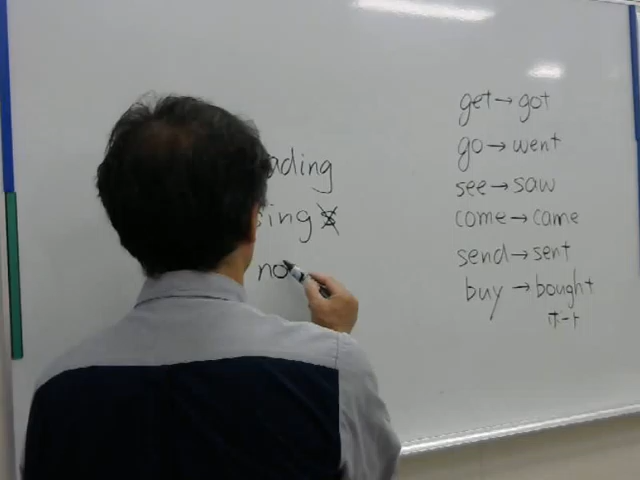 get→got
go→went
see→saw
come→came
send→sent
buy→bought
ボート